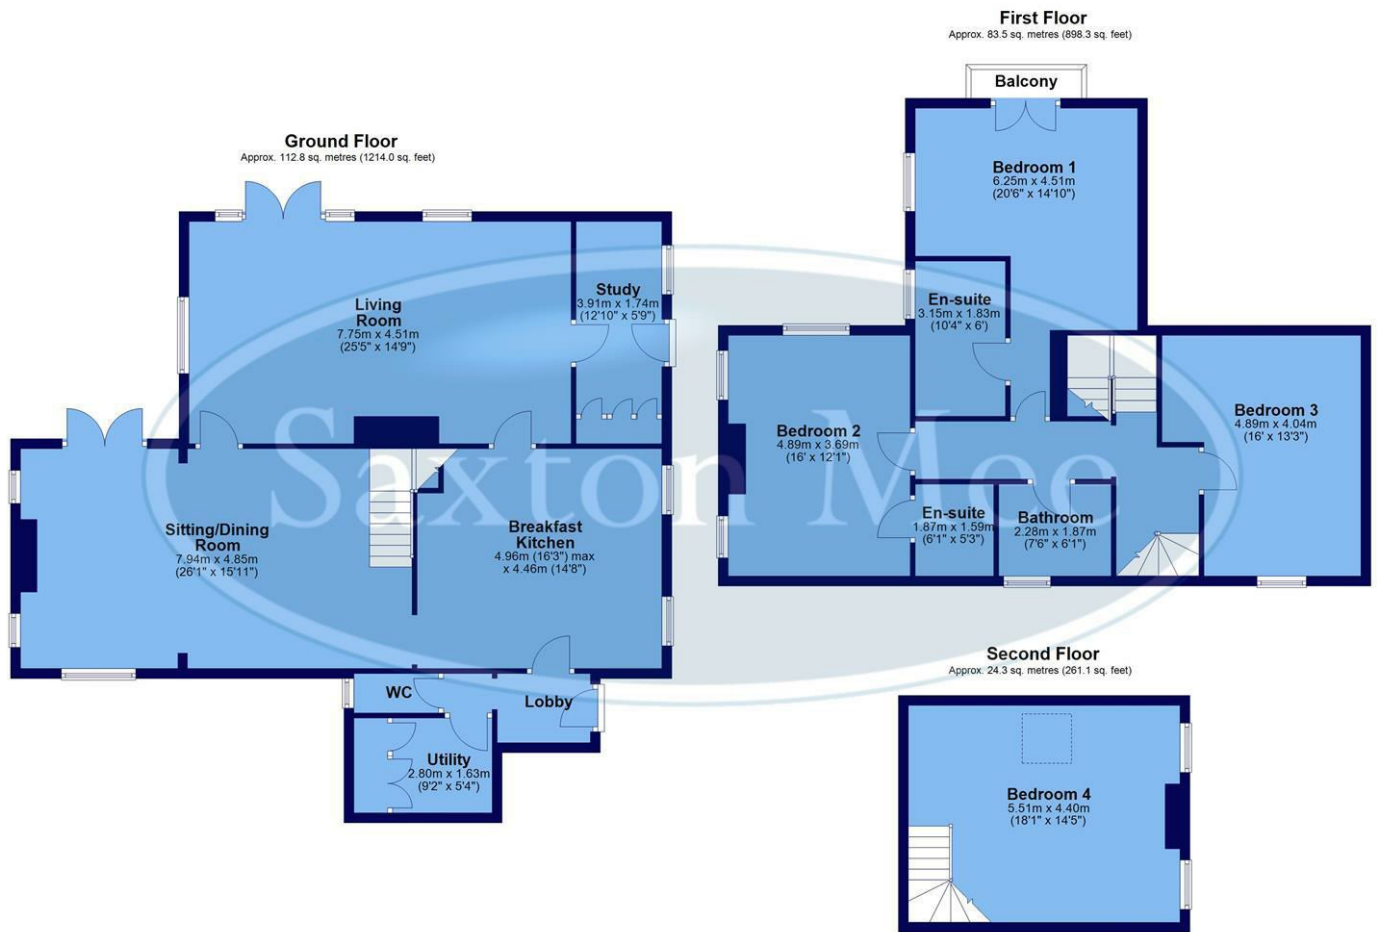 First Floor
Approx. 83.5 sq. metres (898.3 sq. feet)
Balcony
Ground Floor
Approx. 112.8 sq. metres (1214.0 sq. feet)
Bedroom 1
6.25m x 4.51m
(20'6" x 14'10")
Living
Room
7.75m x 4.51m
(25'5" x 14'9")
Study
3.91m x 1.74m
(12'10" x 5'9")
En-suite
3.15m x 1.83m
(10'4" x 6')
Bedroom 2
4.89m x 3.69m
(16' x 12'1")
Bedroom 3
4.89m x 4.04m
(16' x 13'3")
Saxton Mee
Sitting/Dining
Room
7.94m x 4.85m
(26'1" x 15'11")
Breakfast
Kitchen
4.96m (16'3") max
x 4.46m (14'8")
En-suite
1.87m x 1.59m
(6'1" x 5'3")
Bathroom
2.28m x 1.87m
(7'6" x 6'1")
WC
Lobby
Utility
2.80m x 1.63m
(9'2" x 5'4")
Second Floor
Approx. 24.3 sq. metres (261.1 sq. feet)
Bedroom 4
5.51m x 4.40m
(18'1" x 14'5")